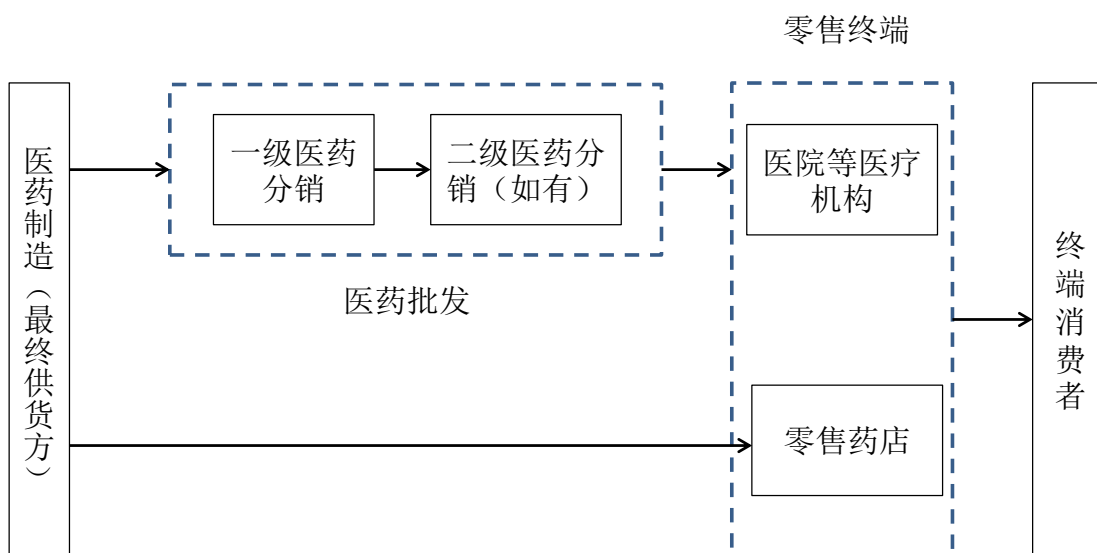 零售终端
医药制造（最终供货方）
一级医药
分销
二级医药分
销（如有）
医药批发
医院等医疗
机构
零售药店
终端消费者